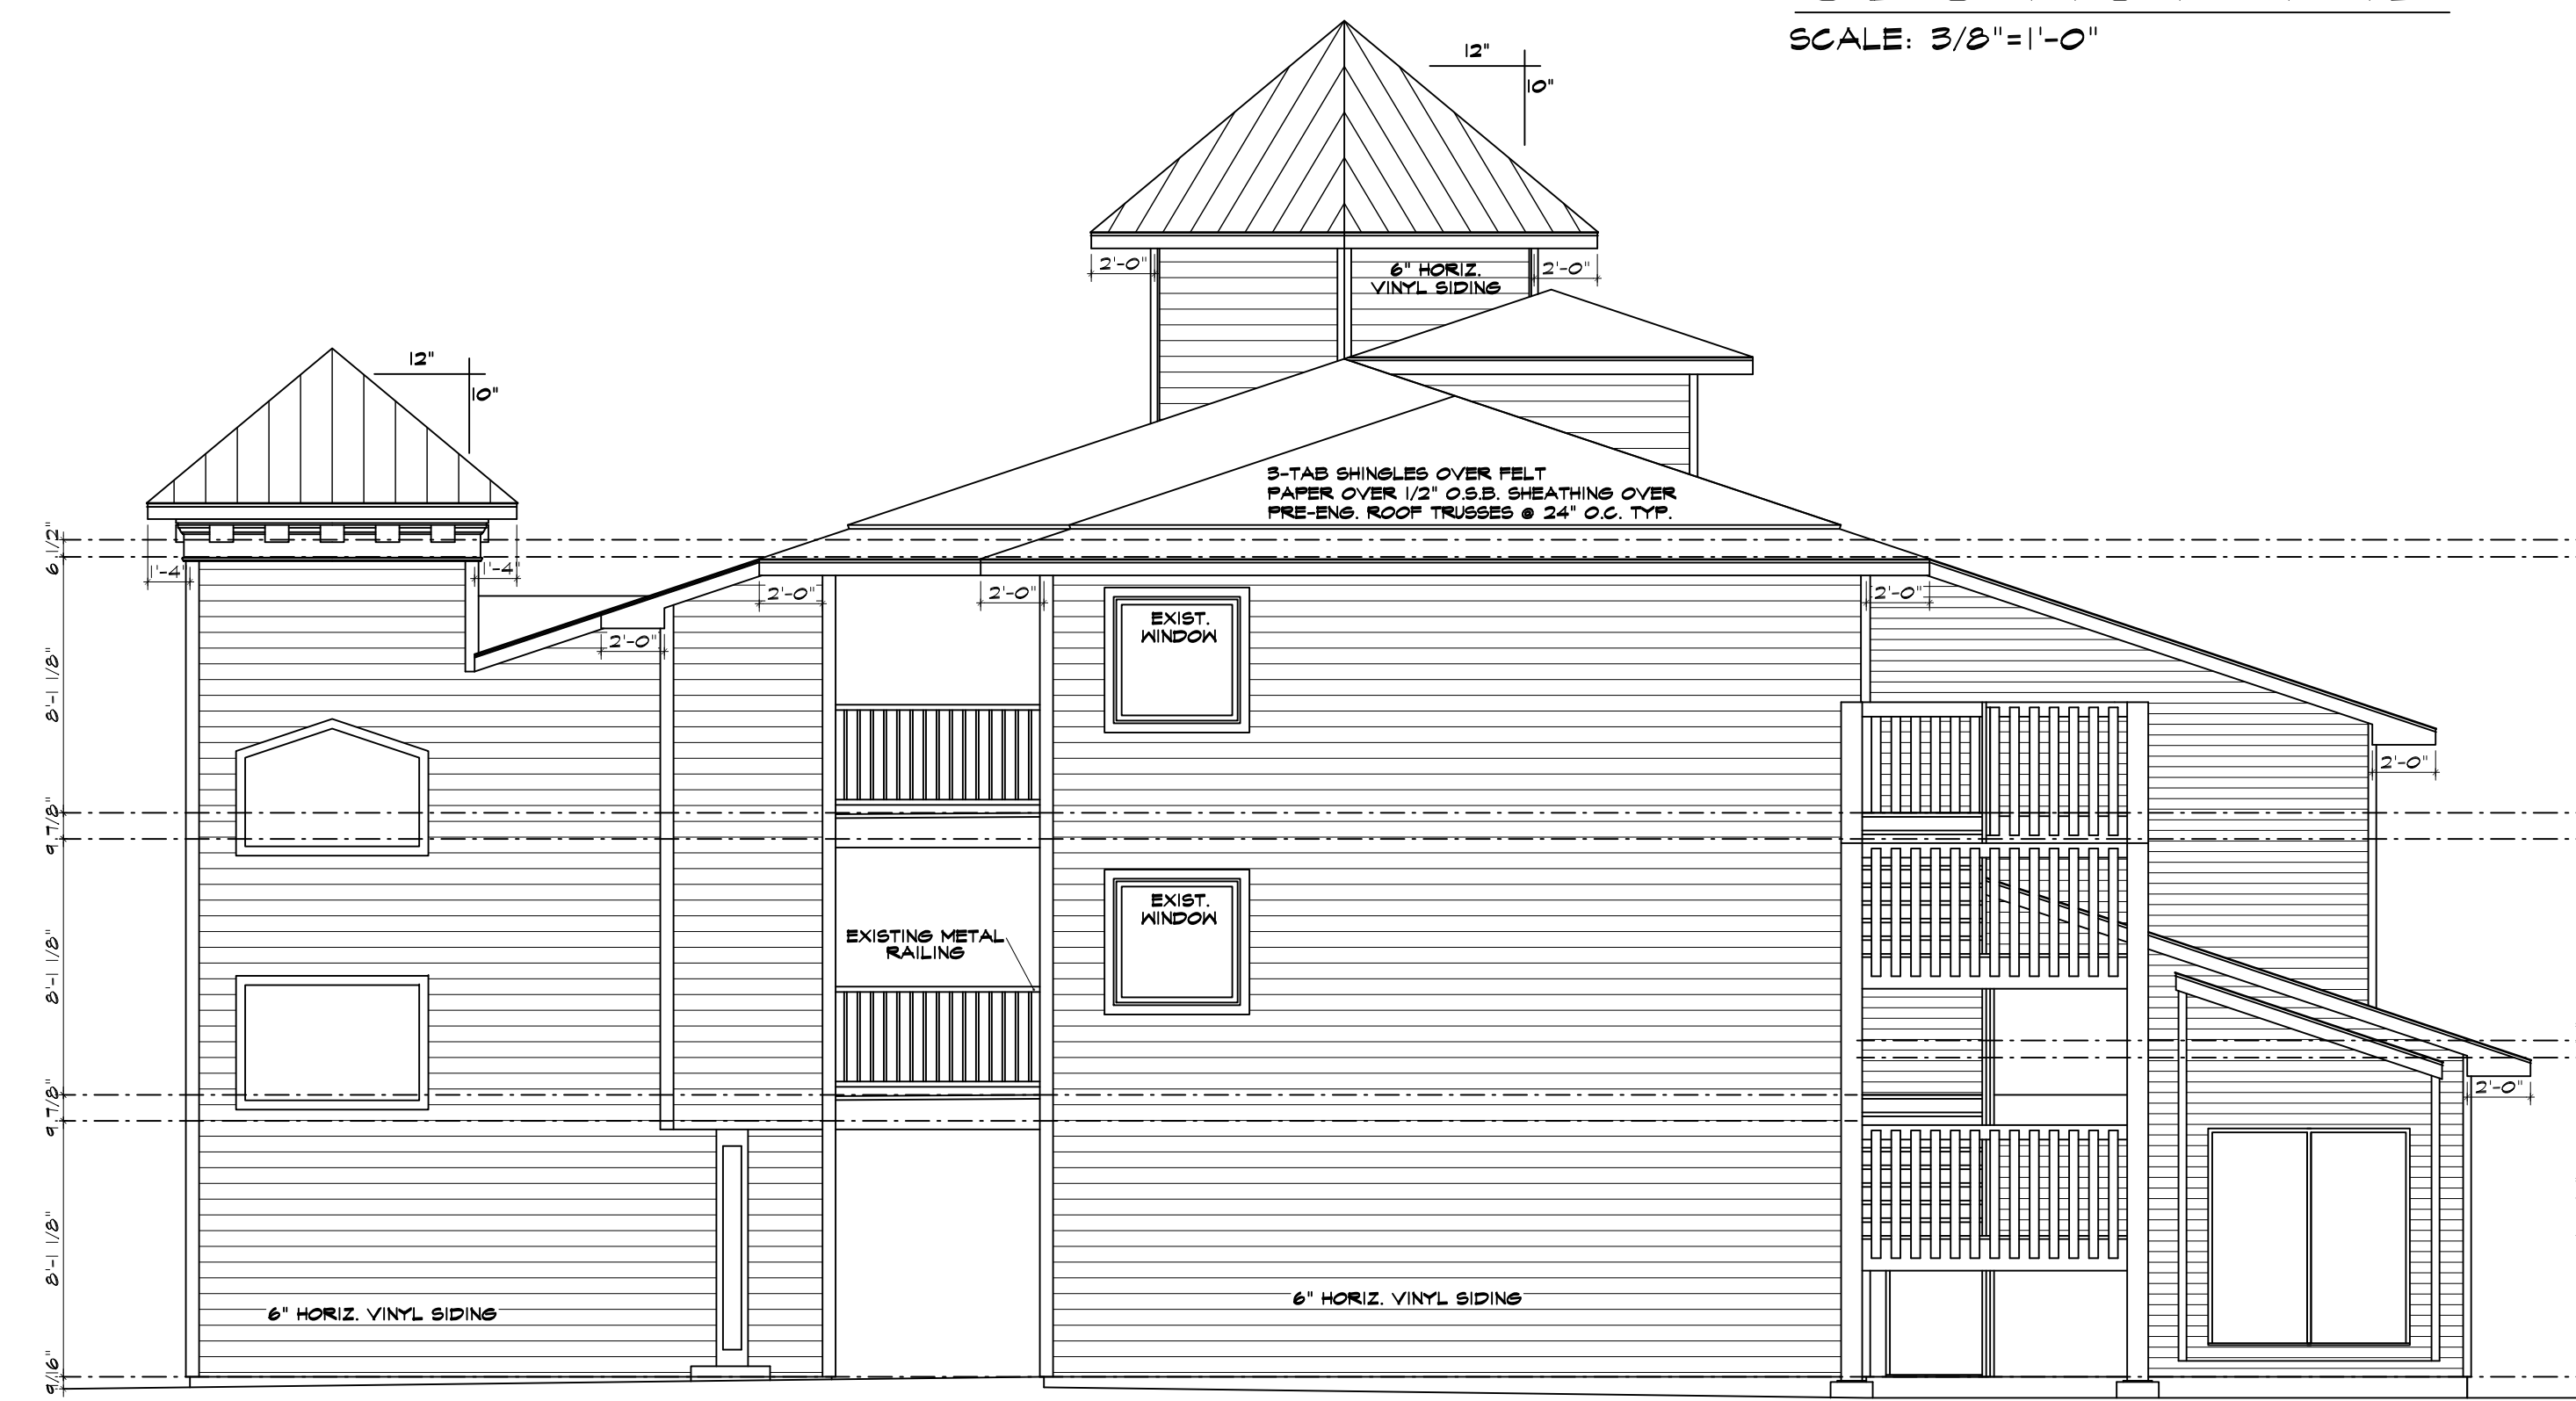 SCALE: 3/8"=1'-0"
12"
10"
2'-0"
6" HORIZ.
VINYL SIDING
2'-0"
12"
10"
3-TAB SHINGLES OVER FELT
PAPER OVER 1/2" O.S.B. SHEATHING OVER
PRE-ENG. ROOF TRUSSES @ 24" O.C. TYP.
6 1/2"
1'-4"
1'-4"
2'-0"
2'-0"
2'-0"
2'-0"
EXIST.
WINDOW
8'-1 1/8"
2'-0"
9 7/8"
EXIST.
WINDOW
EXISTING METAL
RAILING
8'-1 1/8"
2'-0"
9 7/8"
8'-1 1/8"
6" HORIZ. VINYL SIDING
6" HORIZ. VINYL SIDING